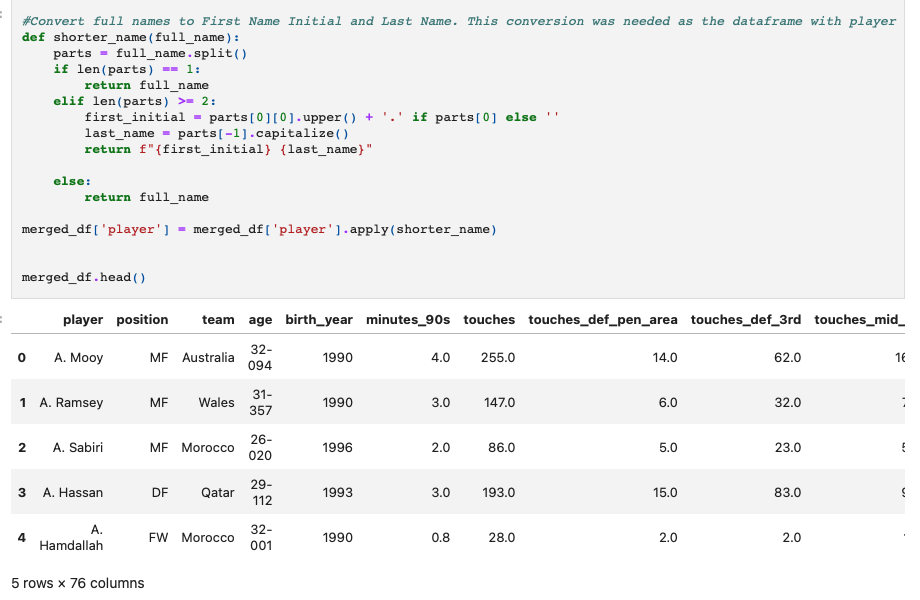 #Convert full names to First Name Initial and Last Name. This conversion was needed as the dataframe with player
def shorter_name(full_name):
    parts = full_name.split()
    if len(parts) == 1:
        return full_name
    elif len(parts) >= 2:
        first_initial = parts[0][0].upper() + '.' if parts[0] else ''
        last_name = parts[-1].capitalize()
        return f"{first_initial} {last_name}"
    else:
        return full_name
merged_df['player'] = merged_df['player'].apply(shorter_name)
merged_df.head()
player position team age birth_year minutes_90s touches touches_def_pen_area touches_def_3rd touches_mid_
0 A. Mooy MF Australia 32-094 1990 4.0 255.0 14.0 62.0
1 A. Ramsey MF Wales 31-357 1990 3.0 147.0 6.0 32.0
2 A. Sabiri MF Morocco 26-020 1996 2.0 86.0 5.0 23.0
3 A. Hassan DF Qatar 29-112 1993 3.0 193.0 15.0 83.0
4 A. Hamdallah FW Morocco 32-001 1990 0.8 28.0 2.0 2.0
5 rows × 76 columns